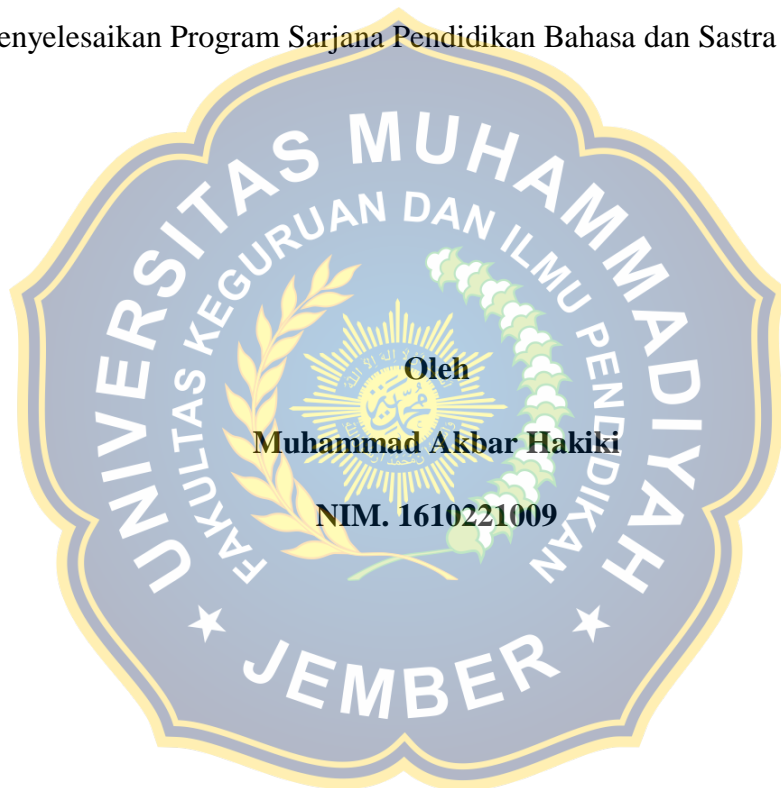 enyelesaikan Program Sarjana Pendidikan Bahasa dan Sastra
UNIVERSITAS MUHAMMADIYAH
FAKULTAS KEGURUAN DAN ILMU PENDIDIKAN
Oleh
Muhammad Akbar Hakiki
NIM. 1610221009
★ JEMBER ★